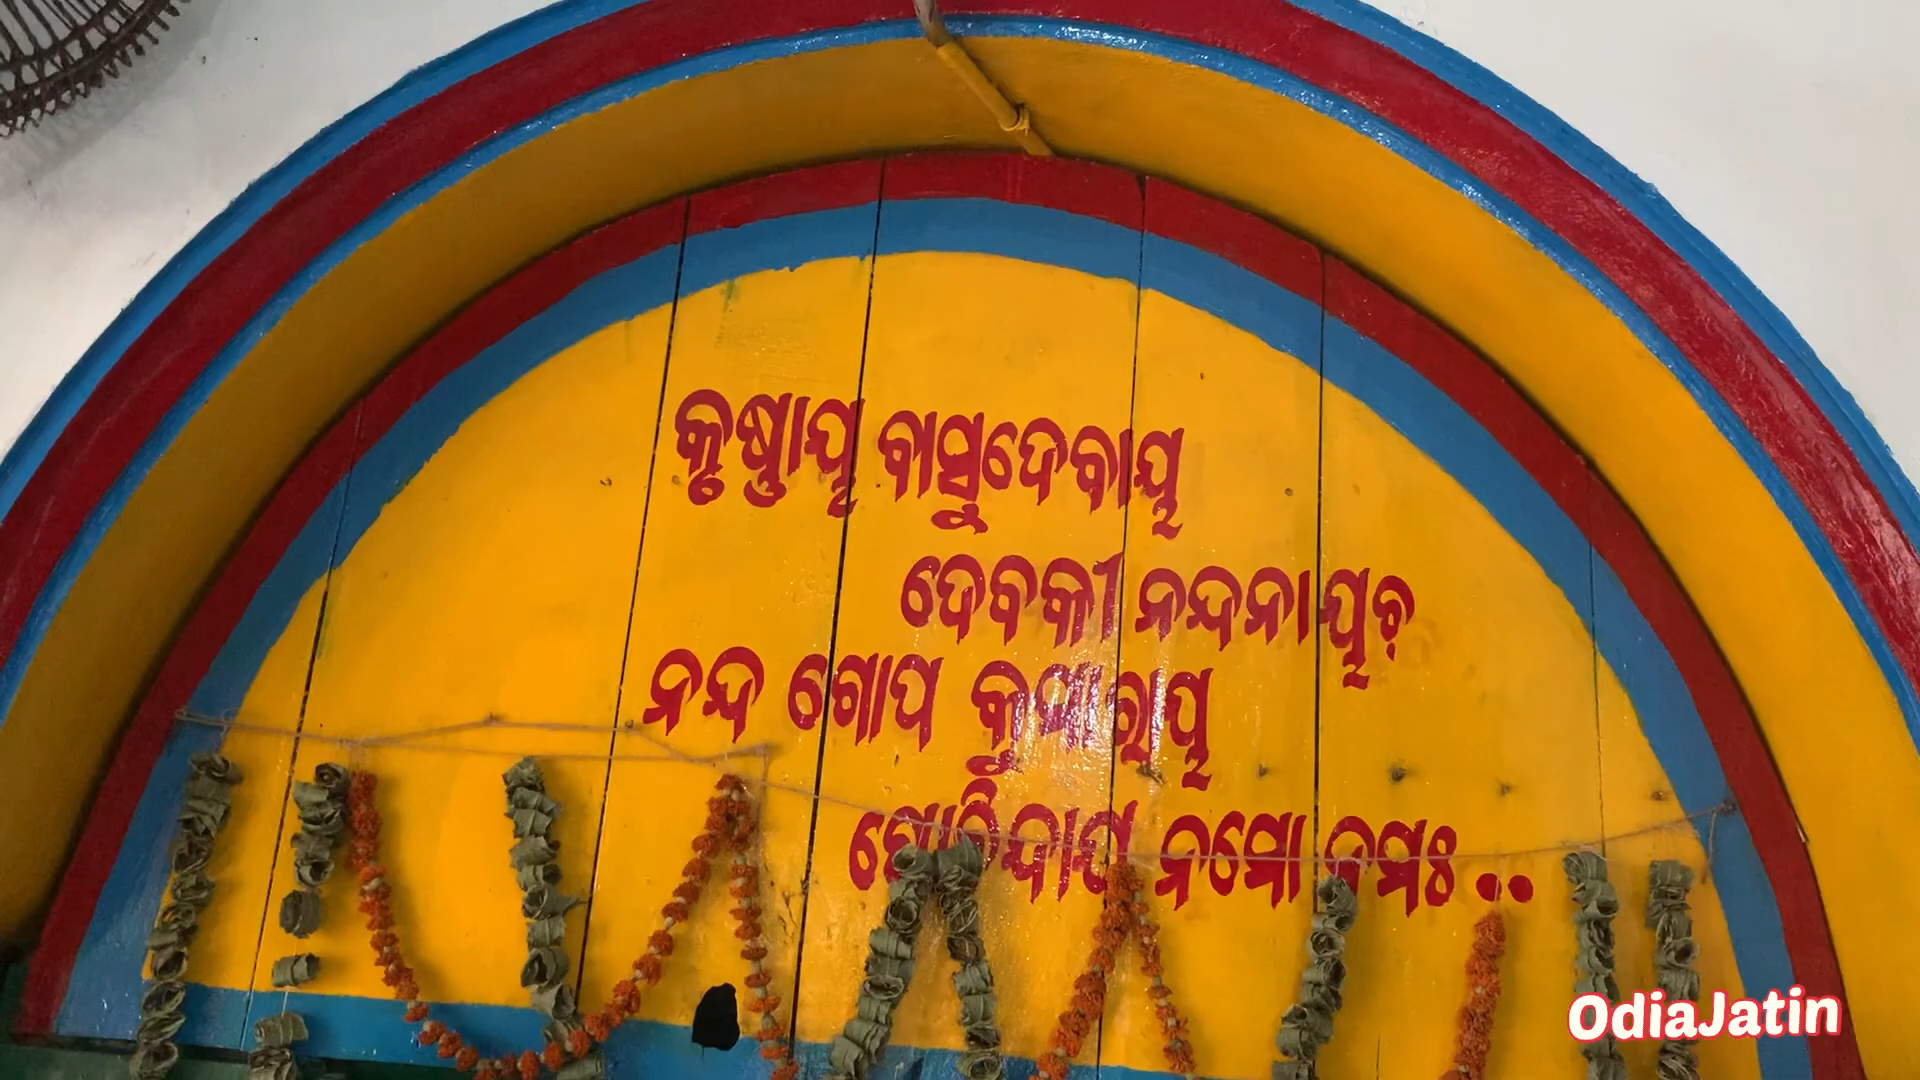 କୃଷ୍ଣାୟ ବାସୁଦେବାୟ
ଦେବକୀ ନନ୍ଦନାୟଚ
ନନ୍ଦ ଗୋପ କୁମାରାୟ
ଗୋବିନ୍ଦାୟ ନମୋ ନମଃ..
OdiaJatin